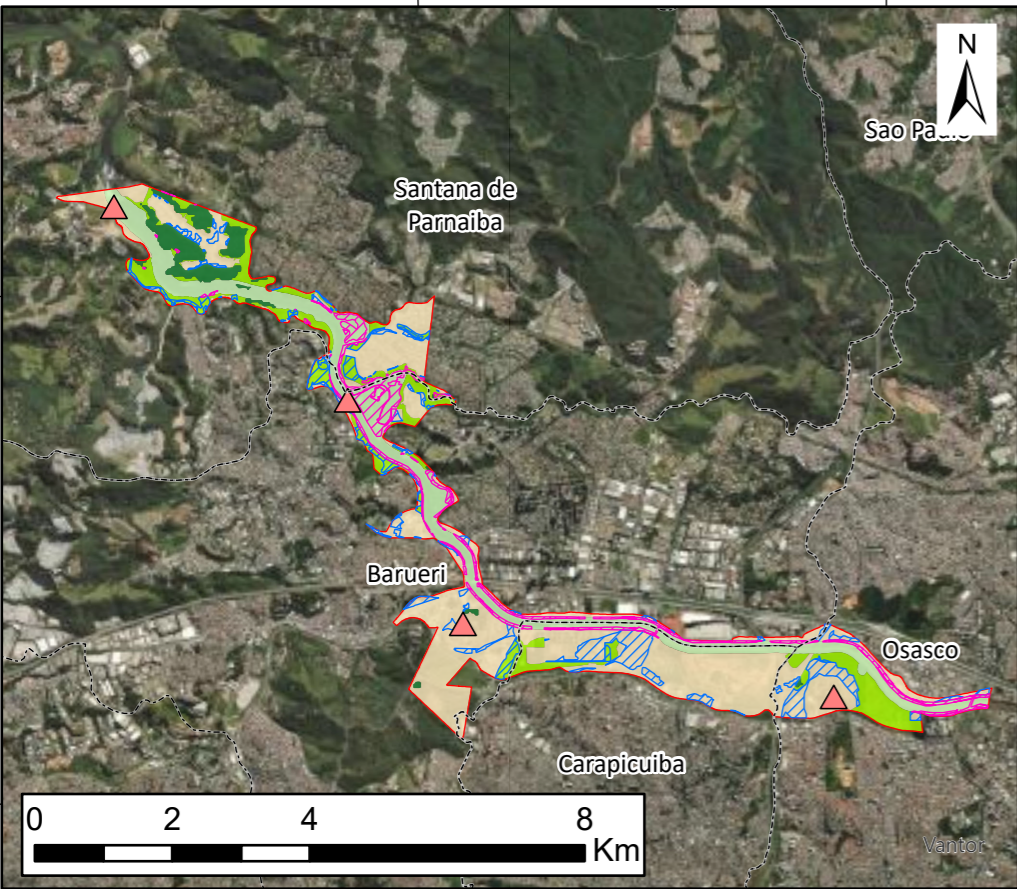 N
Sao Paulo
Santana de
Parnaiba
Barueri
Osasco
Carapicuiba
0 2 4 8
Km
Vantor